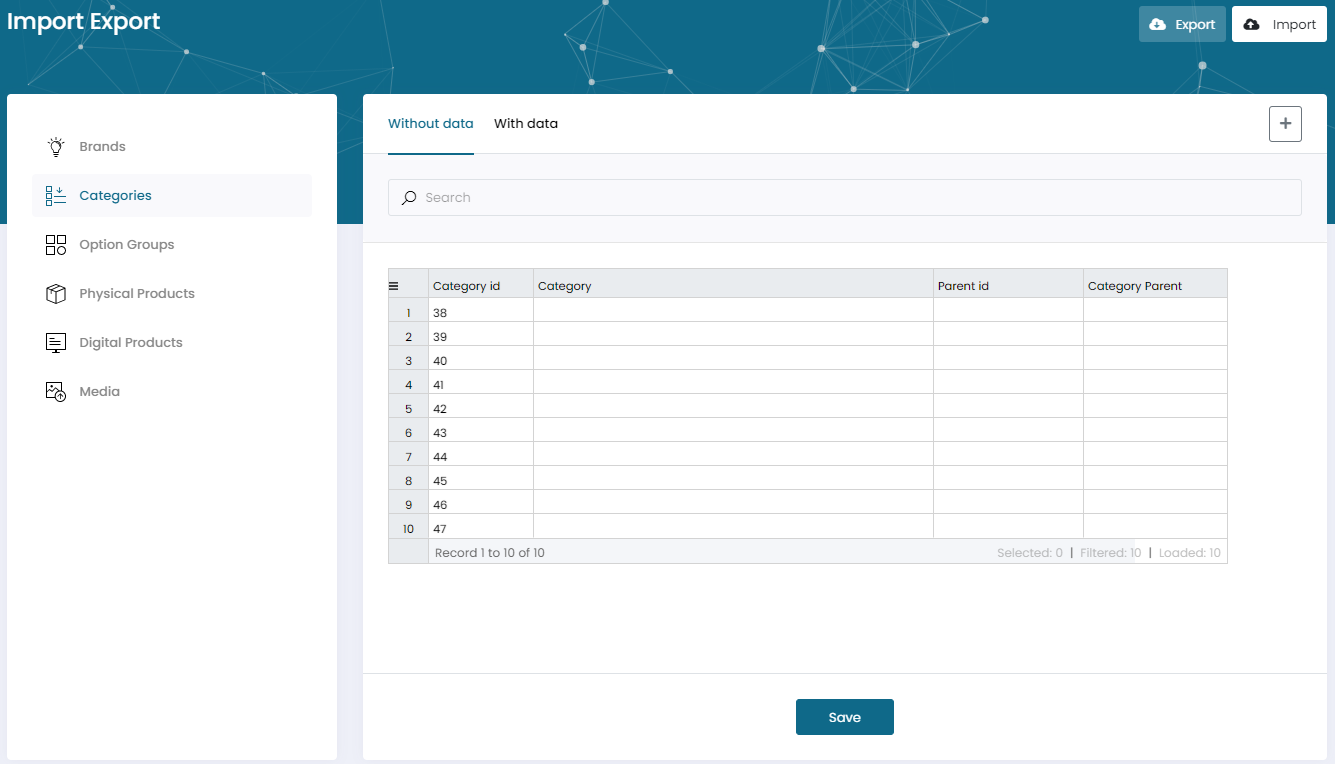 Import Export
Export
Import
Brands
Categories
Option Groups
Physical Products
Digital Products
Media
Without data
With data
+
Search
Category id Category Parent id Category Parent
1 38
2 39
3 40
4 41
5 42
6 43
7 44
8 45
9 46
10 47
Record 1 to 10 of 10 Selected: 0 | Filtered: 10 | Loaded: 10
Save